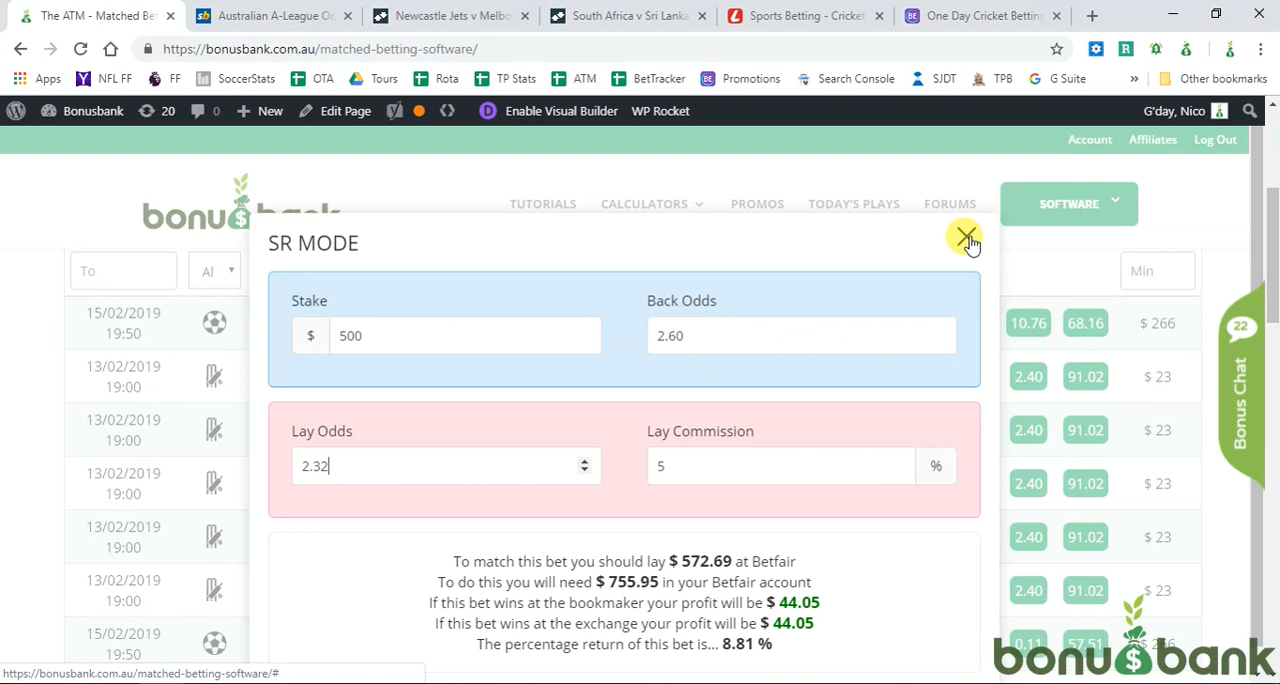 The ATM - Matched Bet
Australian A-League Od
Newcastle Jets v Melbo
South Africa v Sri Lanka
Sports Betting - Cricket
One Day Cricket Betting
https://bonusbank.com.au/matched-betting-software/
Apps NFL FF FF SoccerStats OTA Tours Rota TP Stats ATM BetTracker Promotions Search Console SJDT TPB G Suite » Other bookmarks
Bonusbank 20 0 New Edit Page Enable Visual Builder WP Rocket G'day, Nico
Account Affiliates Log Out
bonusbank
TUTORIALS CALCULATORS PROMOS TODAY'S PLAYS FORUMS SOFTWARE
SR MODE
To Al Min
Stake Back Odds
$ 500 2.60
Lay Odds Lay Commission
2.32 5 %
To match this bet you should lay $ 572.69 at Betfair
To do this you will need $ 755.95 in your Betfair account
If this bet wins at the bookmaker your profit will be $ 44.05
If this bet wins at the exchange your profit will be $ 44.05
The percentage return of this bet is... 8.81 %
15/02/2019
19:50
10.76 68.16 $ 266
13/02/2019
19:00
2.40 91.02 $ 23
13/02/2019
19:00
2.40 91.02 $ 23
13/02/2019
19:00
2.40 91.02 $ 23
13/02/2019
19:00
2.40 91.02 $ 23
13/02/2019
19:00
2.40 91.02 $ 23
15/02/2019
19:50
0.11 57.51
22
Bonus Chat
https://bonusbank.com.au/matched-betting-software/#
bonusbank